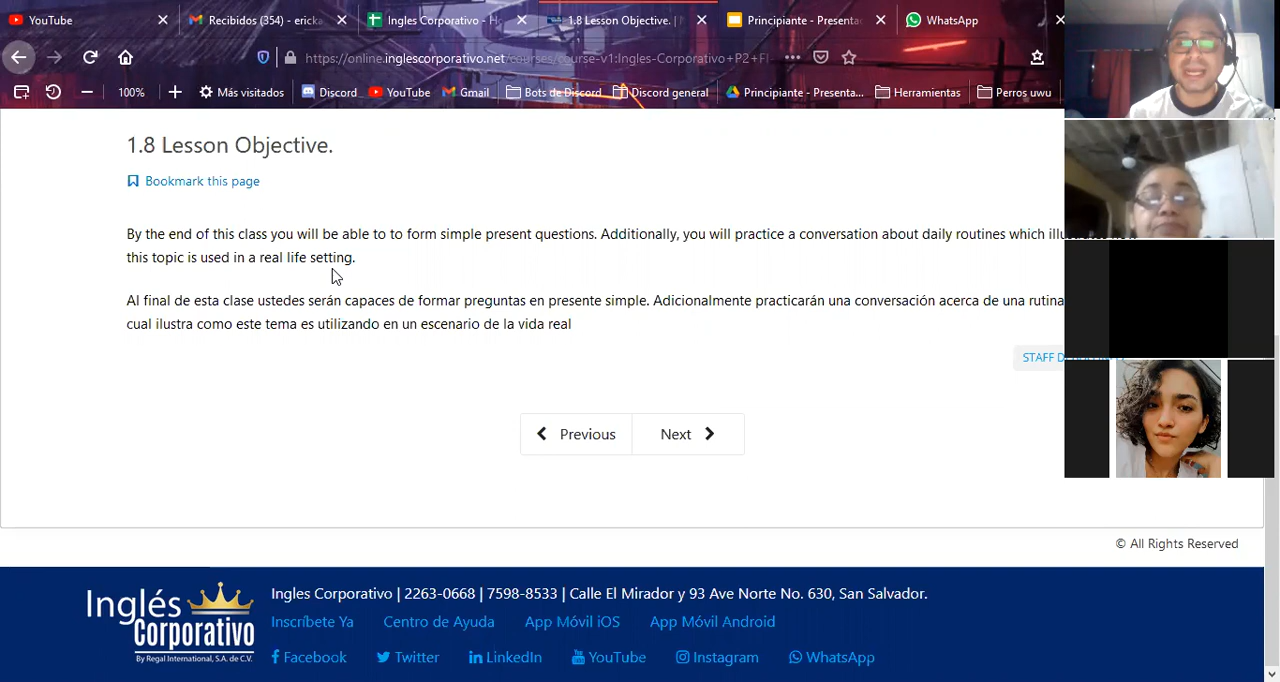 YouTube
Recibidos (354) - ericka
Ingles Corporativo - Ho
1.8 Lesson Objective. |
Principiante - Presenta
WhatsApp
https://online.inglescorporativo.net/courses/course-v1:Ingles-Corporativo+P2+Fl
100%
Más visitados
Discord
YouTube
Gmail
Bots de Discord
Discord general
Principiante - Presenta...
Herramientas
Perros uwu
1.8 Lesson Objective.
Bookmark this page
By the end of this class you will be able to to form simple present questions. Additionally, you will practice a conversation about daily routines which
this topic is used in a real life setting.
Al final de esta clase ustedes serán capaces de formar preguntas en presente simple. Adicionalmente practicarán una conversación acerca de una rutina
cual ilustra como este tema es utilizando en un escenario de la vida real
STAFF D
Previous
Next
© All Rights Reserved
Inglés Corporativo
By Regal International, S.A. de C.V.
Ingles Corporativo | 2263-0668 | 7598-8533 | Calle El Mirador y 93 Ave Norte No. 630, San Salvador.
Inscríbete Ya
Centro de Ayuda
App Móvil iOS
App Móvil Android
Facebook
Twitter
LinkedIn
YouTube
Instagram
WhatsApp